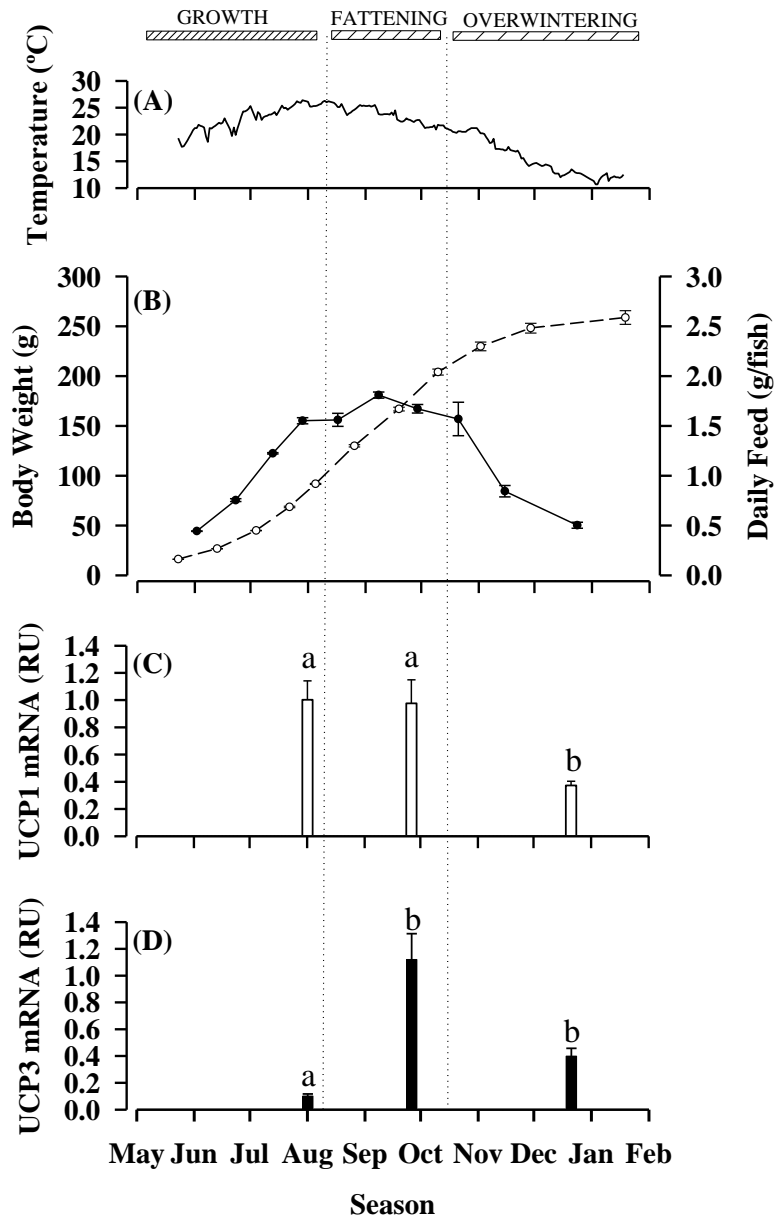 GROWTH FATTENING OVERWINTERING
Temperature (ºC)
(A)
30
25
20
15
10
Body Weight (g)
(B)
300
250
200
150
100
50
0
3.0
2.5
2.0
1.5
1.0
0.5
0.0
Daily Feed (g/fish)
UCP1 mRNA (RU)
(C)
1.4
1.2
1.0
0.8
0.6
0.4
0.2
0.0
a a b
UCP3 mRNA (RU)
(D)
1.4
1.2
1.0
0.8
0.6
0.4
0.2
0.0
a b b
May Jun Jul Aug Sep Oct Nov Dec Jan Feb
Season